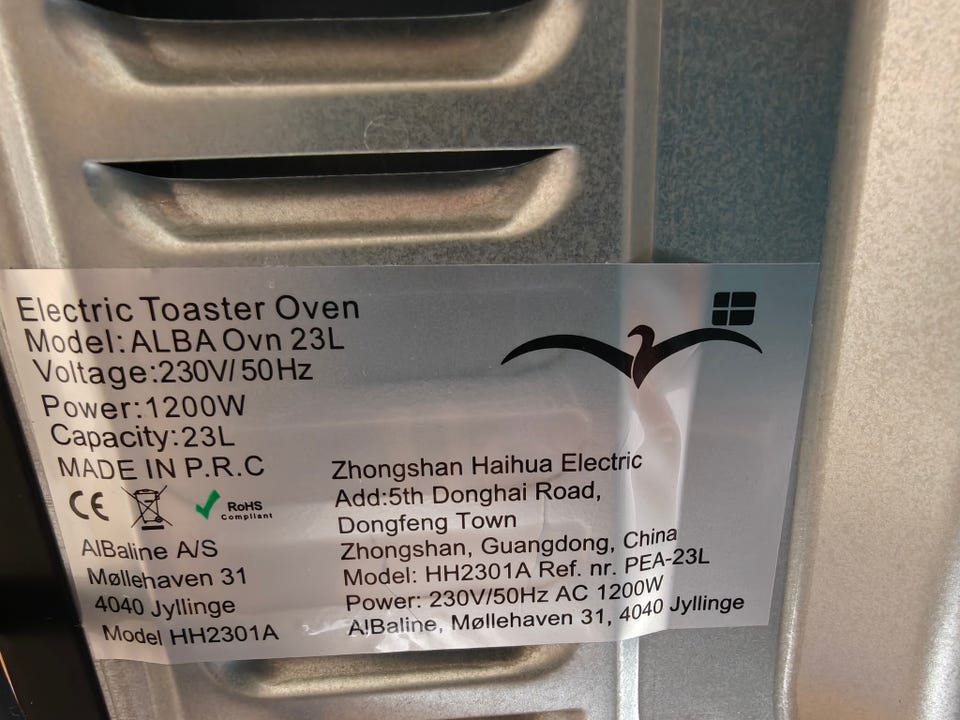 Electric Toaster Oven
Model:ALBA Ovn 23L
Voltage:230V/50Hz
Power:1200W
Capacity:23L
MADE IN P.R.C
CE
RoHS
Compliant
AlBaline A/S
Møllehaven 31
4040 Jyllinge
Model HH2301A
Zhongshan Haihua Electric
Add:5th Donghai Road,
Dongfeng Town
Zhongshan, Guangdong, China
Model: HH2301A Ref. nr. PEA-23L
Power: 230V/50Hz AC 1200W
AlBaline, Møllehaven 31, 4040 Jyllinge